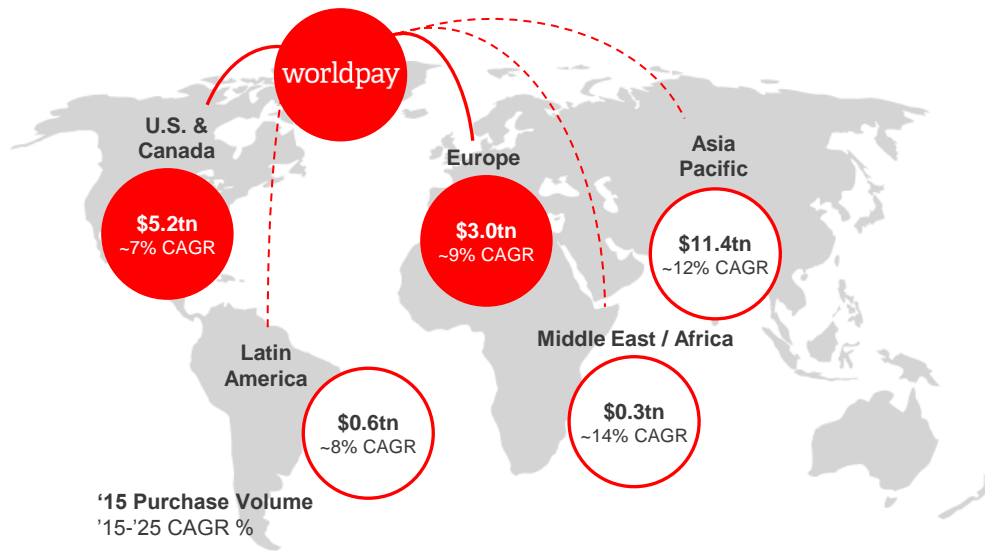 worldpay
U.S. &
Canada
$5.2tn
~7% CAGR
Europe
$3.0tn
~9% CAGR
Asia
Pacific
$11.4tn
~12% CAGR
Latin
America
$0.6tn
~8% CAGR
Middle East / Africa
$0.3tn
~14% CAGR
‘15 Purchase Volume
’15-’25 CAGR %